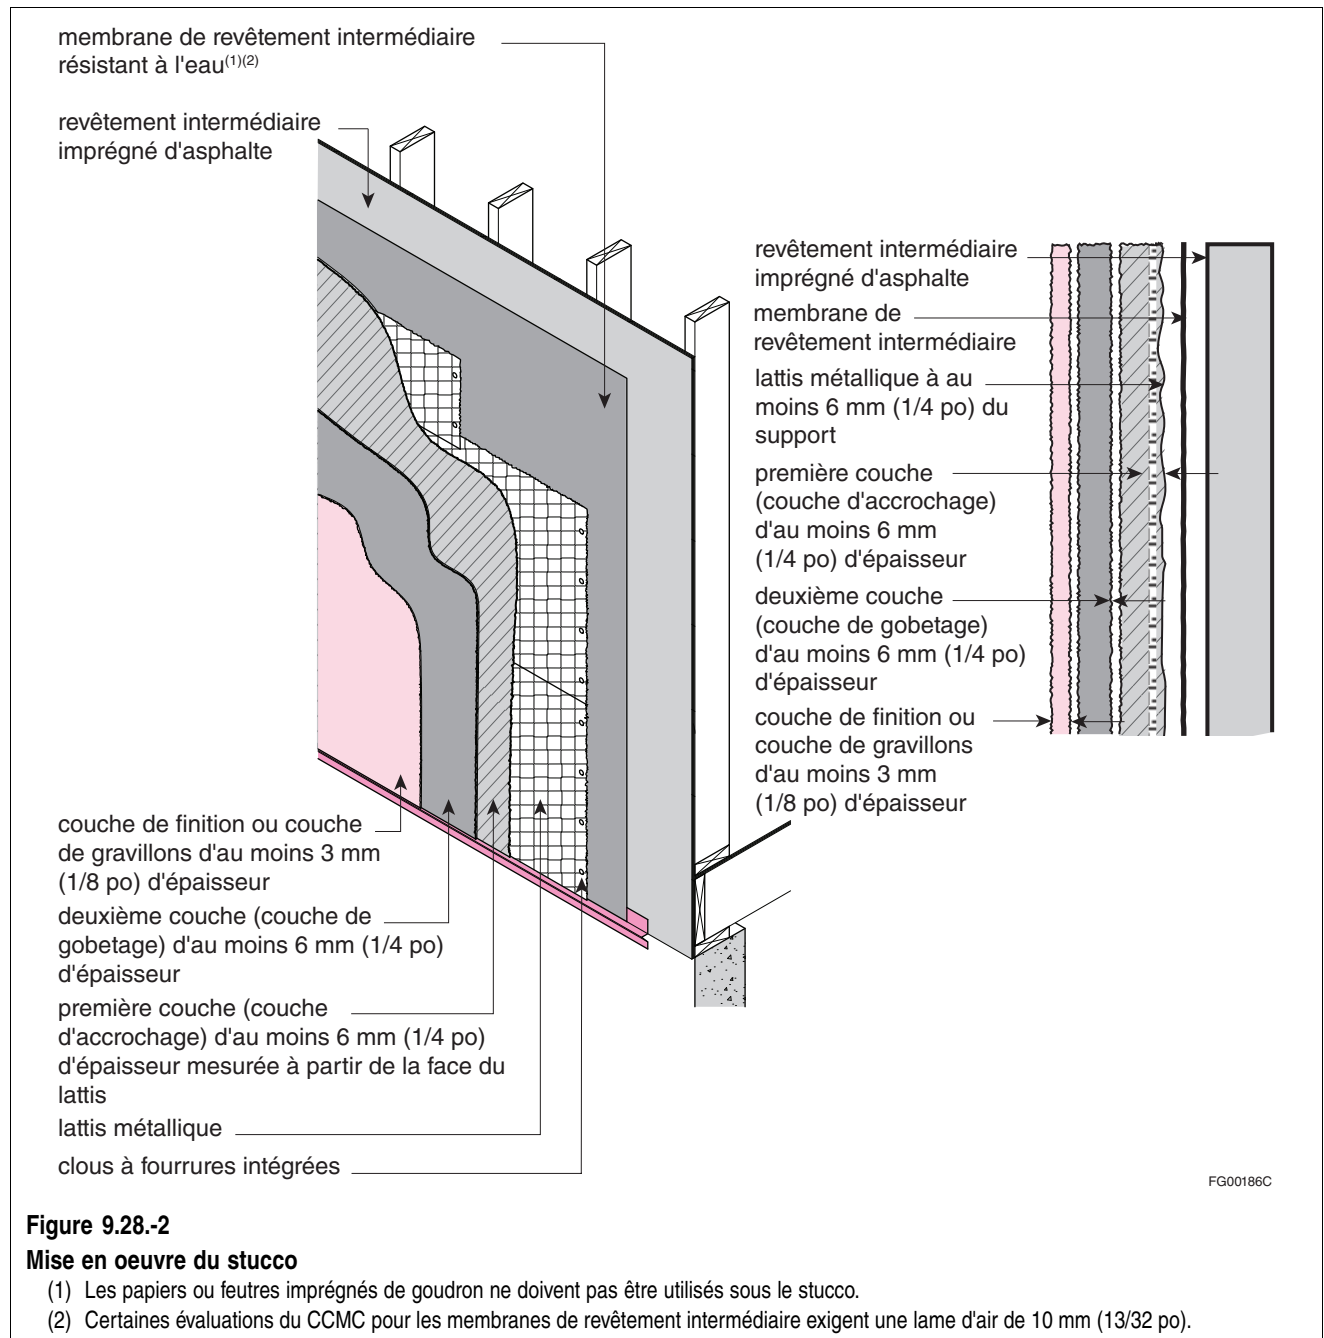 membrane de revêtement intermédiaire
résistant à l'eau(1)(2)
revêtement intermédiaire
imprégné d'asphalte
revêtement intermédiaire
imprégné d'asphalte
membrane de
revêtement intermédiaire
lattis métallique à au
moins 6 mm (1/4 po) du
support
première couche
(couche d'accrochage)
d'au moins 6 mm
(1/4 po) d'épaisseur
deuxième couche
(couche de gobetage)
d'au moins 6 mm (1/4 po)
d'épaisseur
couche de finition ou
couche de gravillons
d'au moins 3 mm
(1/8 po) d'épaisseur
couche de finition ou couche
de gravillons d'au moins 3 mm
(1/8 po) d'épaisseur
deuxième couche (couche de
gobetage) d'au moins 6 mm (1/4 po)
d'épaisseur
première couche (couche
d'accrochage) d'au moins 6 mm (1/4 po)
d'épaisseur mesurée à partir de la face du
lattis
lattis métallique
clous à fourrures intégrées
FG00186C
Figure 9.28.-2
Mise en oeuvre du stucco
(1) Les papiers ou feutres imprégnés de goudron ne doivent pas être utilisés sous le stucco.
(2) Certaines évaluations du CCMC pour les membranes de revêtement intermédiaire exigent une lame d'air de 10 mm (13/32 po).